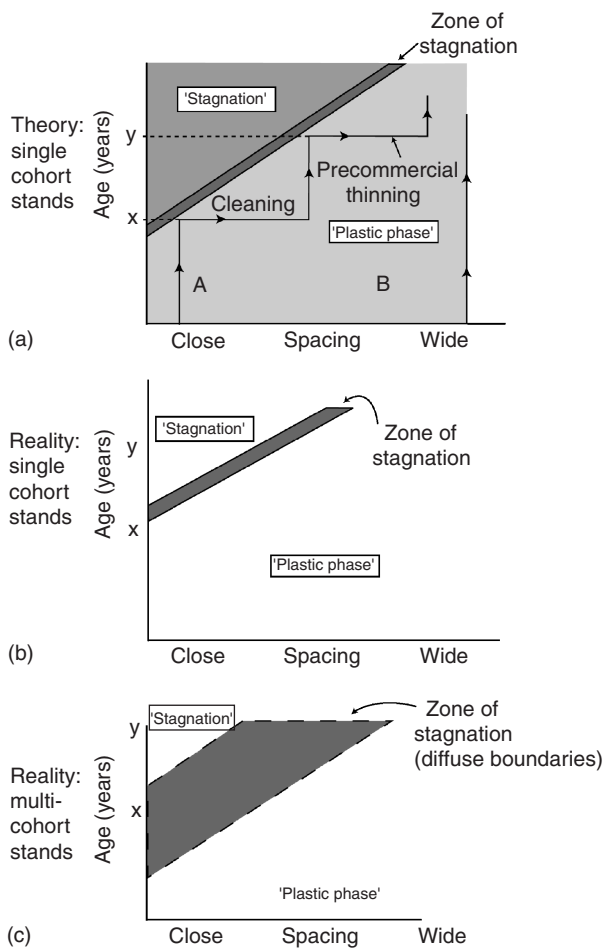 Zone of
stagnation
'Stagnation'
Theory:
single
cohort
stands
Age (years)
y
x
Cleaning
Precommercial
thinning
'Plastic phase'
A
B
(a)
Close
Spacing
Wide
Reality:
single
cohort
stands
Age (years)
y
x
'Stagnation'
Zone of
stagnation
'Plastic phase'
(b)
Close
Spacing
Wide
Reality:
multi-
cohort
stands
Age (years)
y
x
'Stagnation'
Zone of
stagnation
(diffuse boundaries)
'Plastic phase'
(c)
Close
Spacing
Wide